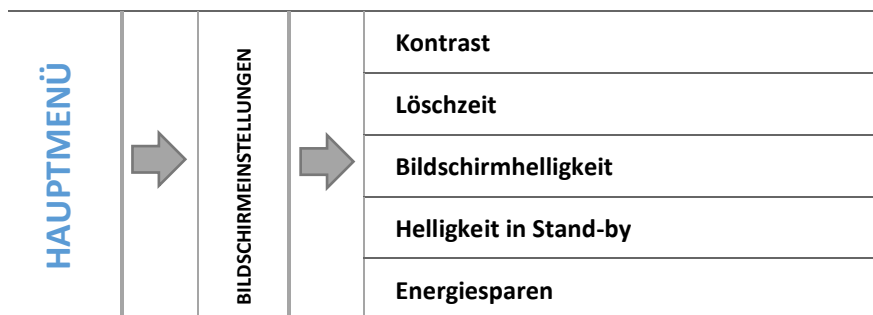 HAUPTMENÜ
BILDSCHIRMEINSTELLUNGEN
Kontrast
Löschzeit
Bildschirmhelligkeit
Helligkeit in Stand-by
Energiesparen